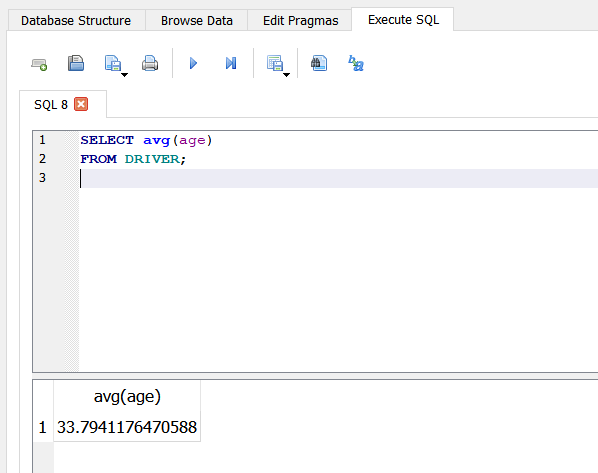 Database Structure Browse Data Edit Pragmas Execute SQL
SQL 8
1 SELECT avg(age)
2 FROM DRIVER;
3
avg(age)
1 33.7941176470588